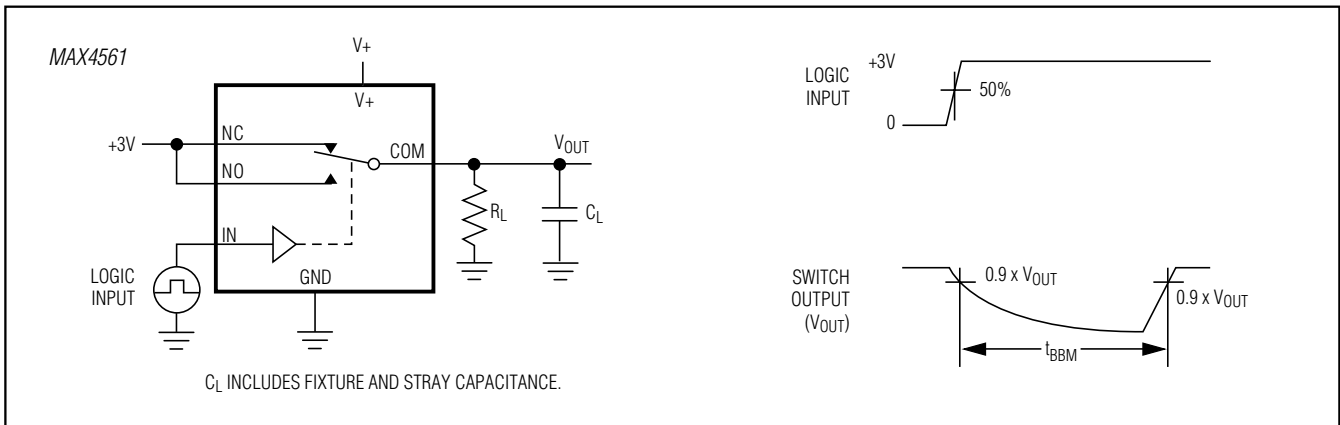 MAX4561
V+
V+
+3V
NC
NO
COM
VOUT
RL
CL
IN
LOGIC
INPUT
GND
CL INCLUDES FIXTURE AND STRAY CAPACITANCE.
LOGIC
INPUT
+3V
50%
0
SWITCH
OUTPUT
(VOUT)
0.9 x VOUT
0.9 x VOUT
tBBM